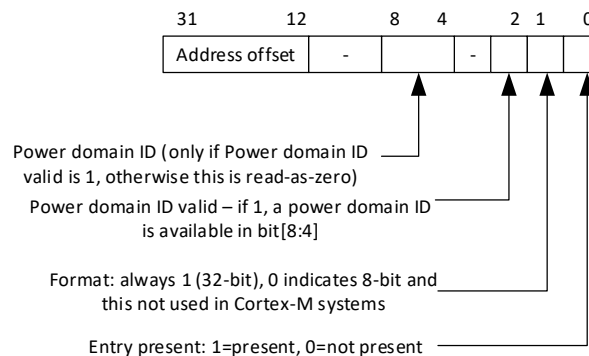 31 12 8 4 2 1 0
Address offset - -
Power domain ID (only if Power domain ID
valid is 1, otherwise this is read-as-zero)
Power domain ID valid – if 1, a power domain ID
is available in bit[8:4]
Format: always 1 (32-bit), 0 indicates 8-bit and
this not used in Cortex-M systems
Entry present: 1=present, 0=not present